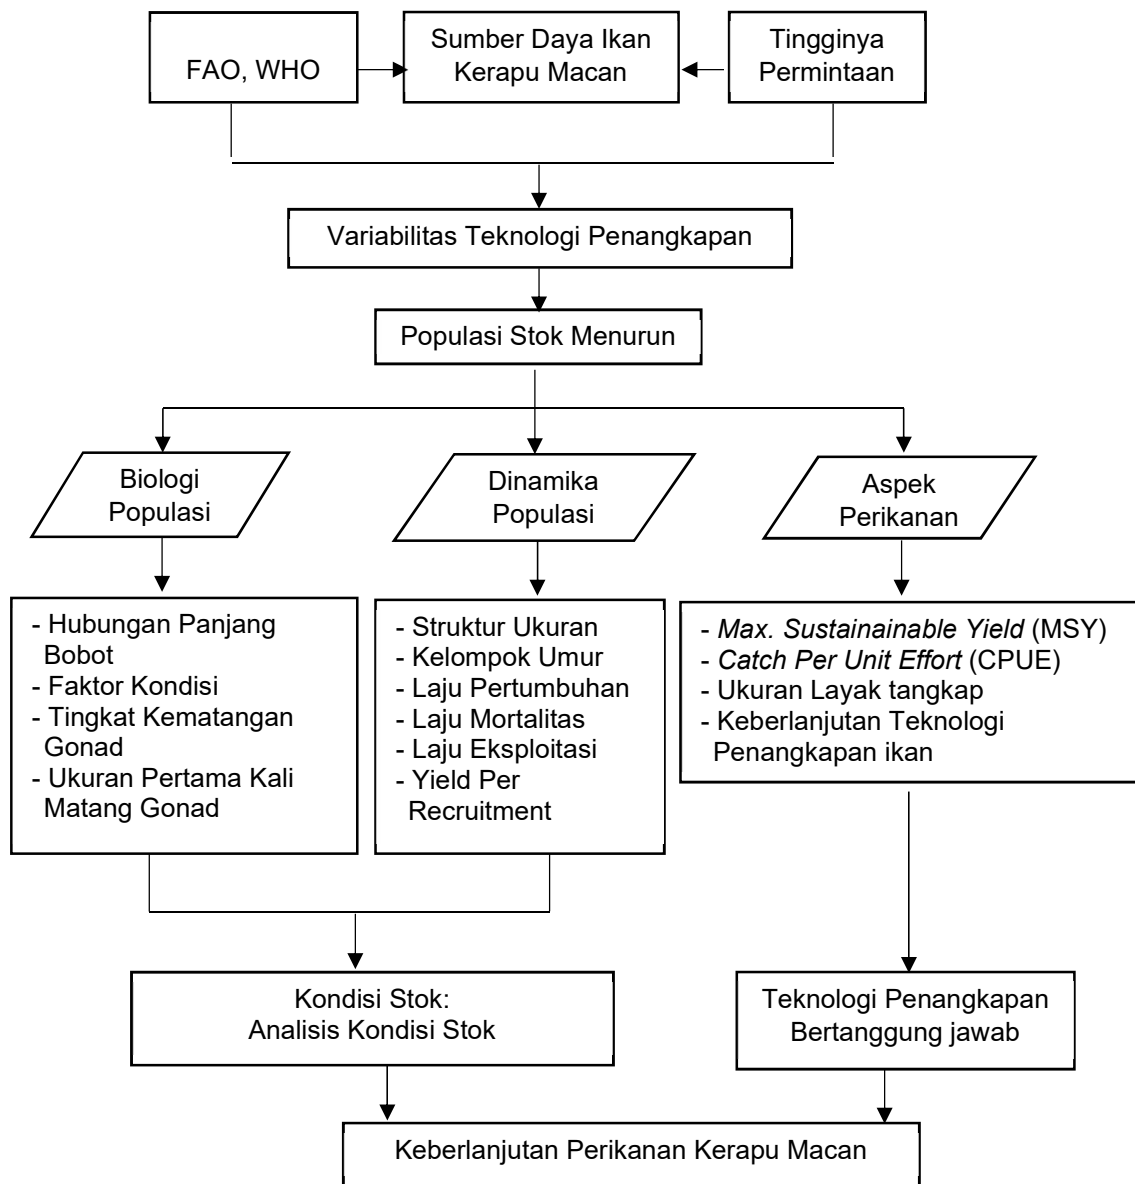 FAO, WHO
Sumber Daya Ikan
Kerapu Macan
Tingginya
Permintaan
Variabilitas Teknologi Penangkapan
Populasi Stok Menurun
Biologi
Populasi
Dinamika
Populasi
Aspek
Perikanan
- Hubungan Panjang
Bobot
- Faktor Kondisi
- Tingkat Kematangan
Gonad
- Ukuran Pertama Kali
Matang Gonad
- Struktur Ukuran
- Kelompok Umur
- Laju Pertumbuhan
- Laju Mortalitas
- Laju Eksploitasi
- Yield Per
Recruitment
- Max. Sustainainable Yield (MSY)
- Catch Per Unit Effort (CPUE)
- Ukuran Layak tangkap
- Keberlanjutan Teknologi
Penangkapan ikan
Kondisi Stok:
Analisis Kondisi Stok
Teknologi Penangkapan
Bertanggung jawab
Keberlanjutan Perikanan Kerapu Macan